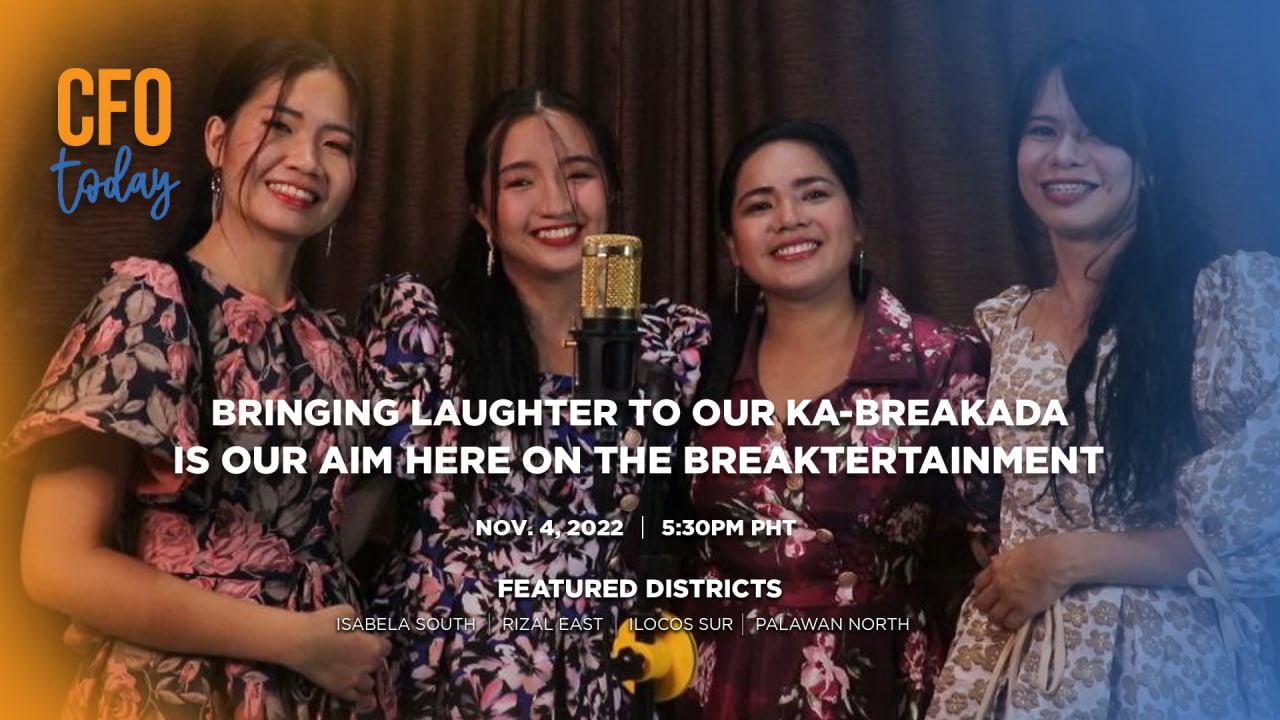 CFO
today
BRINGING LAUGHTER TO OUR KA-BREAKADA
IS OUR AIM HERE ON THE BREAKTERTAINMENT
NOV. 4, 2022 | 5:30PM PHT
FEATURED DISTRICTS
ISABELA SOUTH | RIZAL EAST | ILOCOS SUR | PALAWAN NORTH